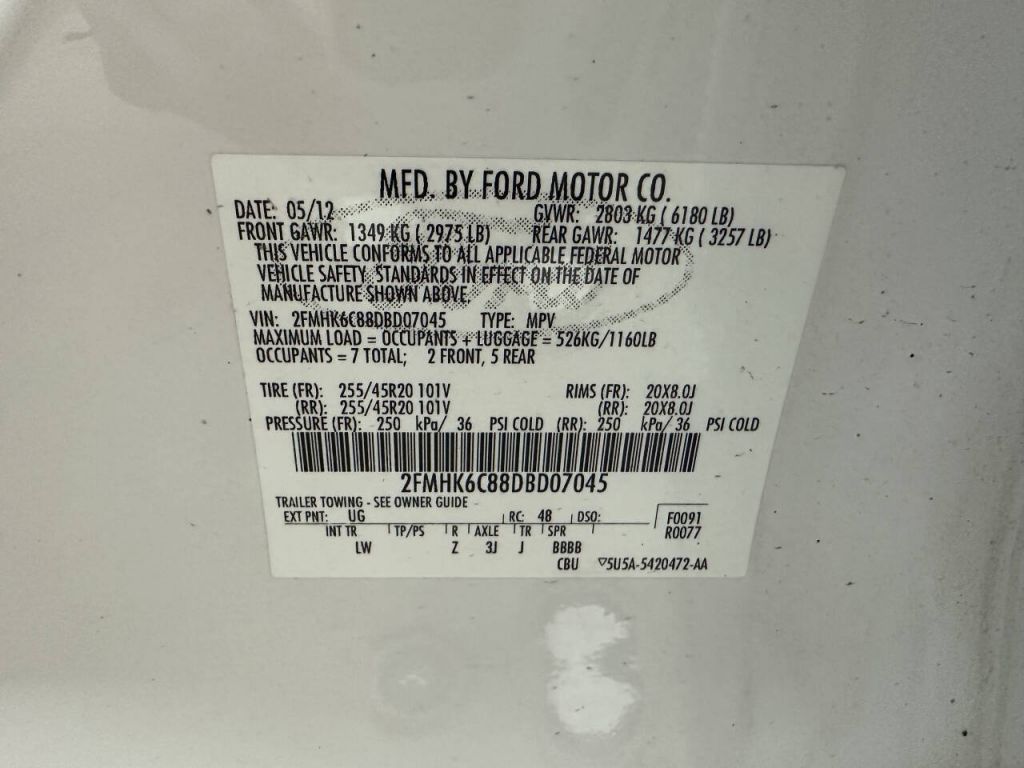 MFD. BY FORD MOTOR CO.
DATE: 05/12 GVWR: 2803 KG ( 6180 LB)
FRONT GAWR: 1349 KG ( 2975 LB) REAR GAWR: 1477 KG ( 3257 LB)
THIS VEHICLE CONFORMS TO ALL APPLICABLE FEDERAL MOTOR
VEHICLE SAFETY STANDARDS IN EFFECT ON THE DATE OF
MANUFACTURE SHOWN ABOVE.
VIN: 2FMHK6C88DBD07045 TYPE: MPV
MAXIMUM LOAD = OCCUPANTS + LUGGAGE = 526KG/1160LB
OCCUPANTS = 7 TOTAL; 2 FRONT, 5 REAR
TIRE (FR): 255/45R20 101V RIMS (FR): 20X8.0J
(RR): 255/45R20 101V (RR): 20X8.0J
PRESSURE (FR): 250 kPa/ 36 PSI COLD (RR): 250 kPa/ 36 PSI COLD
2FMHK6C88DBD07045
TRAILER TOWING - SEE OWNER GUIDE
EXT PNT: UG RC: 48 DSO: F0091
INT TR TP/PS R AXLE TR SPR R0077
LW Z 3J J BBBB
CBU ▽5U5A-5420472-AA